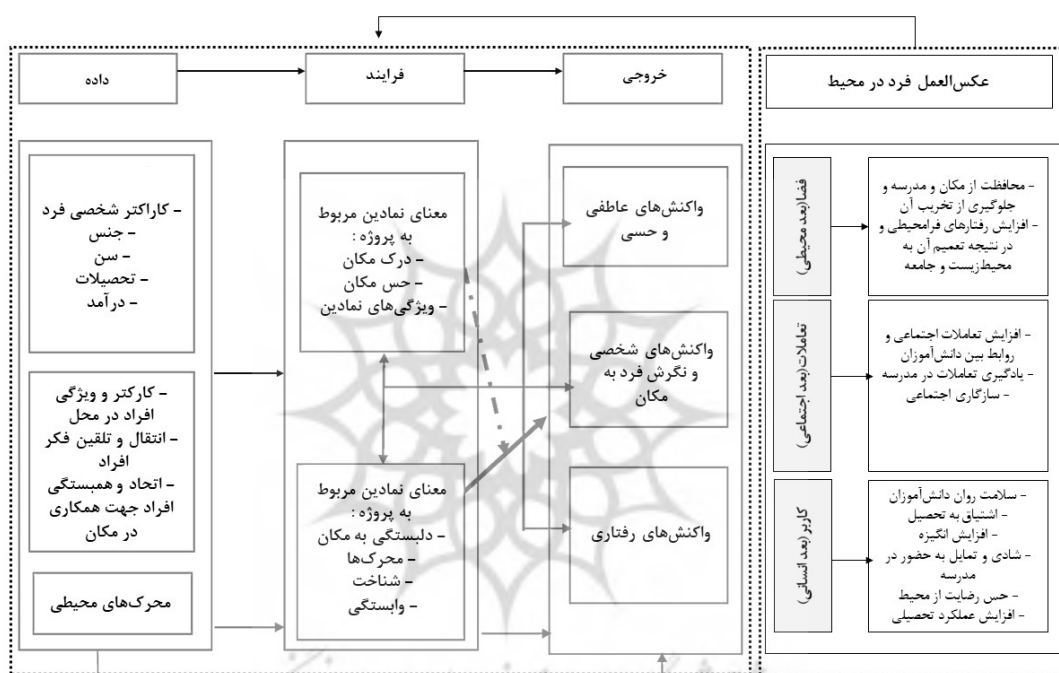 داده
فرایند
خروجی
عکس‌العمل فرد در محیط
- کاراکتر شخصی فرد
- جنس
- سن
- تحصیلات
- درآمد
- کارکتر و ویژگی
افراد در محل
- انتقال و تلقین فکر
افراد
- اتحاد و همبستگی
افراد جهت همکاری
در مکان
محرک‌های محیطی
معنای نمادین مربوط
به پروژه :
- درک مکان
- حس مکان
- ویژگی‌های نمادین
معنای نمادین مربوط
به پروژه :
- دلبستگی به مکان
- محرک‌ها
- شناخت
- وابستگی
واکنش‌های عاطفی
و حسی
واکنش‌های شخصی
و نگرش فرد به
مکان
واکنش‌های رفتاری
فضا(بعد محیطی)
- محافظت از مکان و مدرسه و
جلوگیری از تخریب آن
- افزایش رفتارهای فرامحیطی و
در نتیجه تعمیم آن به
محیط‌زیست و جامعه
تعاملات(بعد اجتماعی)
- افزایش تعاملات اجتماعی و
روابط بین دانش‌آموزان
- یادگیری تعاملات در مدرسه
- سازگاری اجتماعی
کاربر(بعد انسانی)
- سلامت روان دانش‌آموزان
- اشتیاق به تحصیل
- افزایش انگیزه
- شادی و تمایل به حضور در
مدرسه
- حس رضایت از محیط
- افزایش عملکرد تحصیلی